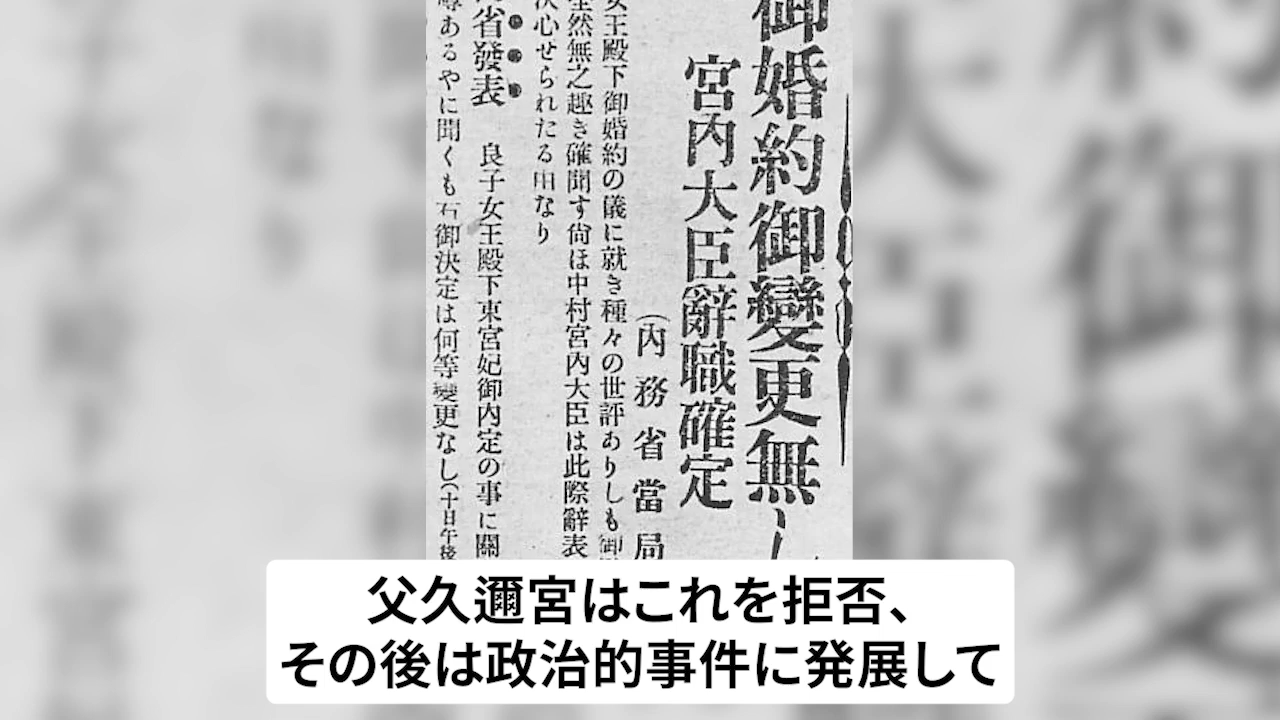 御婚約御變更無し
宮內大臣辭職確定
(內務省當局
女王殿下御婚約の儀に就き種々の世評ありしも御
全然無之趣き確聞す尙ほ中村宮內大臣は此際辭表
決心せられたる由なり
省發表 良子女王殿下東宮妃御內定の事に關
噂あるやに聞くも右御決定は何等變更なし(十日午後
父久邇宮はこれを拒否、
その後は政治的事件に発展して